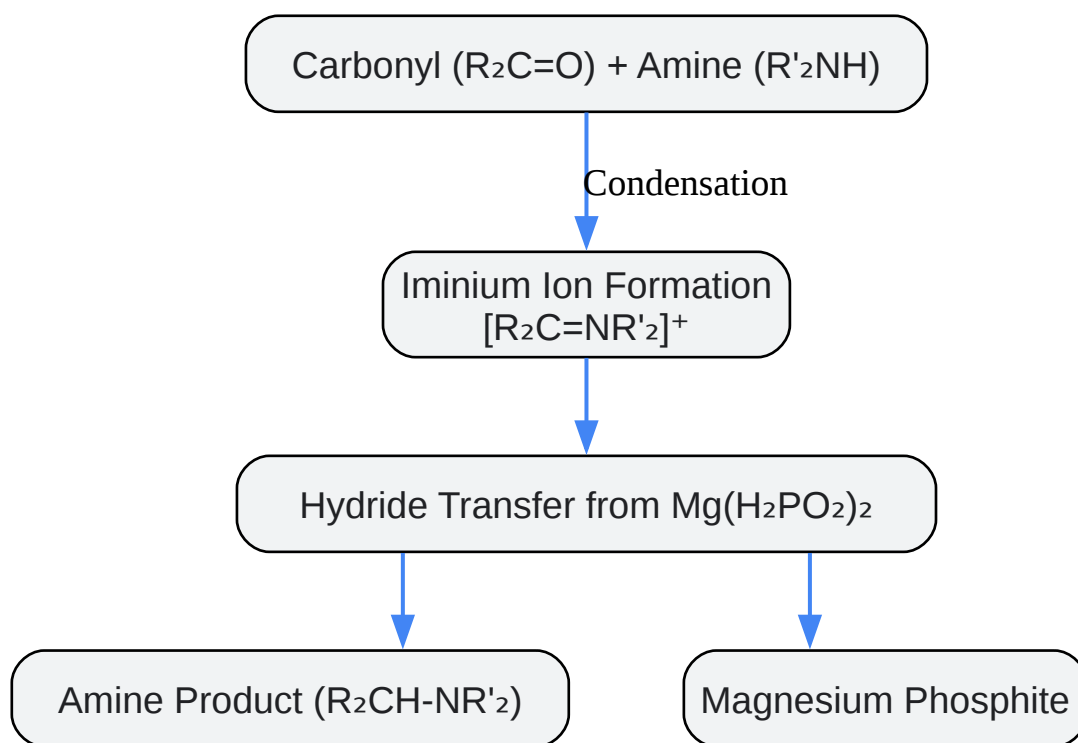 Carbonyl (R₂C=O) + Amine (R'₂NH)
Condensation
Iminium Ion Formation
[R₂C=NR'₂]⁺
Hydride Transfer from Mg(H₂PO₂)₂
Amine Product (R₂CH-NR'₂)
Magnesium Phosphite